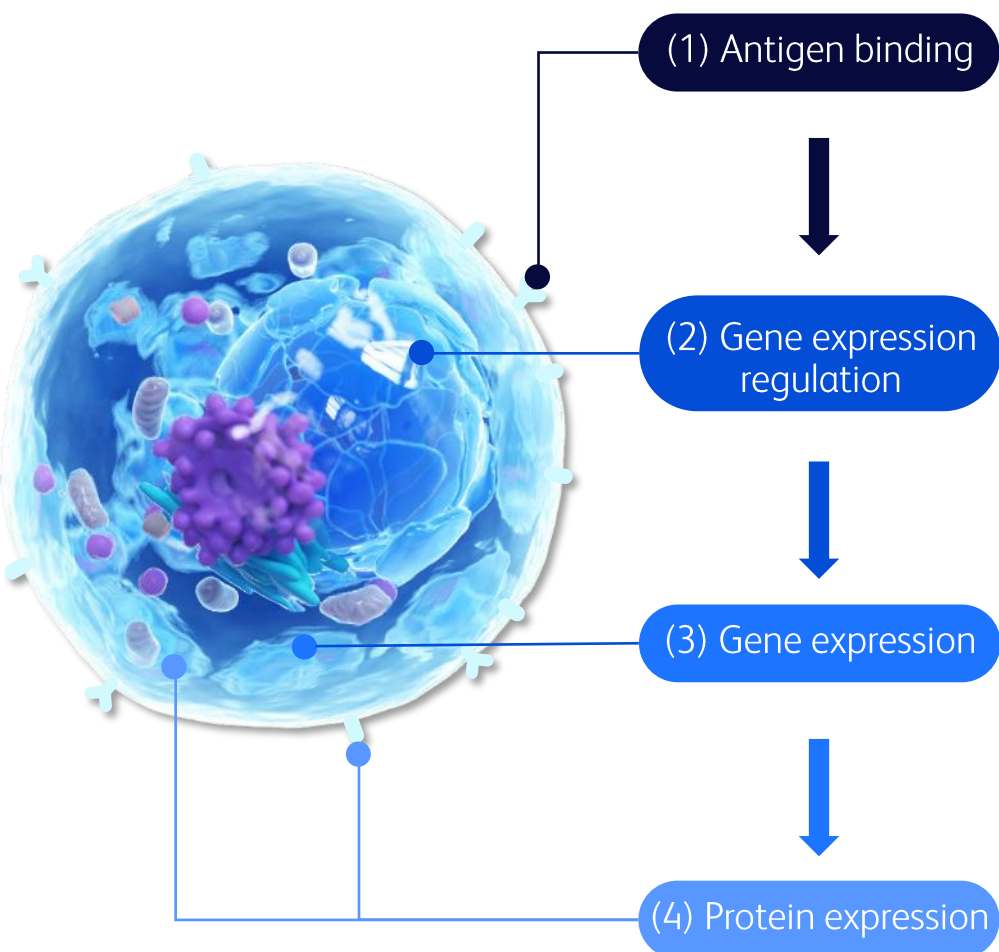 (1) Antigen binding
(2) Gene expression
regulation
(3) Gene expression
(4) Protein expression